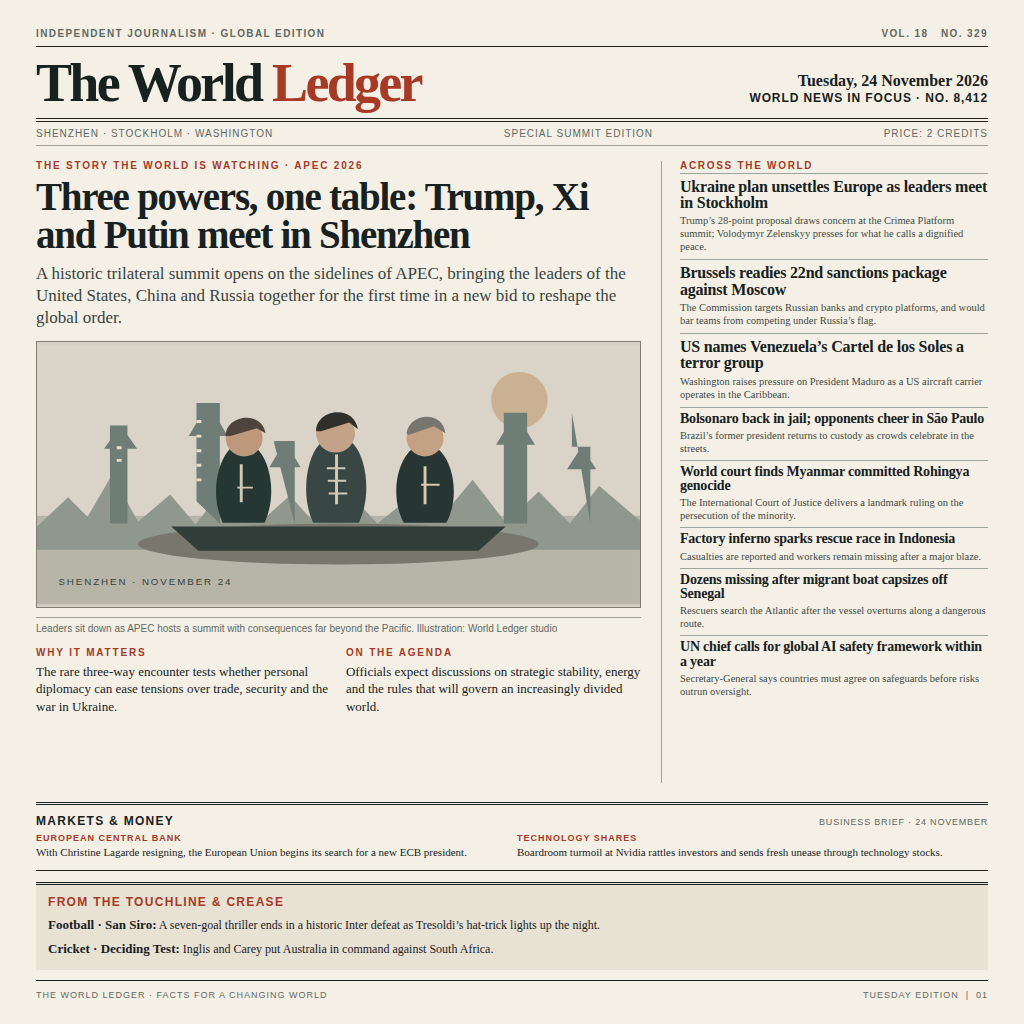 INDEPENDENT JOURNALISM · GLOBAL EDITION
VOL. 18 NO. 329
The World Ledger
Tuesday, 24 November 2026
WORLD NEWS IN FOCUS · NO. 8,412
SHENZHEN · STOCKHOLM · WASHINGTON
SPECIAL SUMMIT EDITION
PRICE: 2 CREDITS
THE STORY THE WORLD IS WATCHING · APEC 2026
Three powers, one table: Trump, Xi
and Putin meet in Shenzhen
A historic trilateral summit opens on the sidelines of APEC, bringing the leaders of the
United States, China and Russia together for the first time in a new bid to reshape the
global order.
SHENZHEN · NOVEMBER 24
Leaders sit down as APEC hosts a summit with consequences far beyond the Pacific. Illustration: World Ledger studio
WHY IT MATTERS
The rare three-way encounter tests whether personal
diplomacy can ease tensions over trade, security and the
war in Ukraine.
ON THE AGENDA
Officials expect discussions on strategic stability, energy
and the rules that will govern an increasingly divided
world.
ACROSS THE WORLD
Ukraine plan unsettles Europe as leaders meet
in Stockholm
Trump’s 28-point proposal draws concern at the Crimea Platform
summit; Volodymyr Zelenskyy presses for what he calls a dignified
peace.
Brussels readies 22nd sanctions package
against Moscow
The Commission targets Russian banks and crypto platforms, and would
bar teams from competing under Russia’s flag.
US names Venezuela’s Cartel de los Soles a
terror group
Washington raises pressure on President Maduro as a US aircraft carrier
operates in the Caribbean.
Bolsonaro back in jail; opponents cheer in São Paulo
Brazil’s former president returns to custody as crowds celebrate in the
streets.
World court finds Myanmar committed Rohingya
genocide
The International Court of Justice delivers a landmark ruling on the
persecution of the minority.
Factory inferno sparks rescue race in Indonesia
Casualties are reported and workers remain missing after a major blaze.
Dozens missing after migrant boat capsizes off
Senegal
Rescuers search the Atlantic after the vessel overturns along a dangerous
route.
UN chief calls for global AI safety framework within
a year
Secretary-General says countries must agree on safeguards before risks
outrun oversight.
MARKETS & MONEY
BUSINESS BRIEF · 24 NOVEMBER
EUROPEAN CENTRAL BANK
With Christine Lagarde resigning, the European Union begins its search for a new ECB president.
TECHNOLOGY SHARES
Boardroom turmoil at Nvidia rattles investors and sends fresh unease through technology stocks.
FROM THE TOUCHLINE & CREASE
Football · San Siro: A seven-goal thriller ends in a historic Inter defeat as Tresoldi’s hat-trick lights up the night.
Cricket · Deciding Test: Inglis and Carey put Australia in command against South Africa.
THE WORLD LEDGER · FACTS FOR A CHANGING WORLD
TUESDAY EDITION | 01